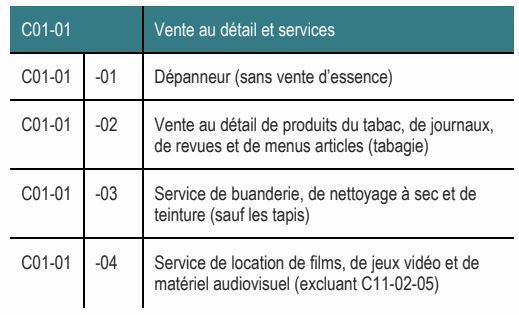 C01-01 Vente au détail et services
C01-01 -01 Dépanneur (sans vente d'essence)
C01-01 -02 Vente au détail de produits du tabac, de journaux,
de revues et de menus articles (tabagie)
C01-01 -03 Service de buanderie, de nettoyage à sec et de
teinture (sauf les tapis)
C01-01 -04 Service de location de films, de jeux vidéo et de
matériel audiovisuel (excluant C11-02-05)